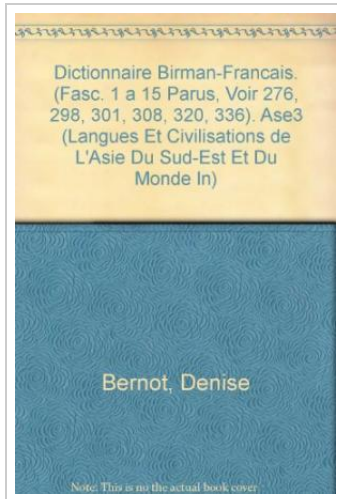 Dictionnaire Birman-Francais.
(Fasc. 1 a 15 Parus, Voir 276,
298, 301, 308, 320, 336). Ase3
(Langues Et Civilisations de
L'Asie Du Sud-Est Et Du
Monde In)
Bernot, Denise
Note: This is no the actual book cover